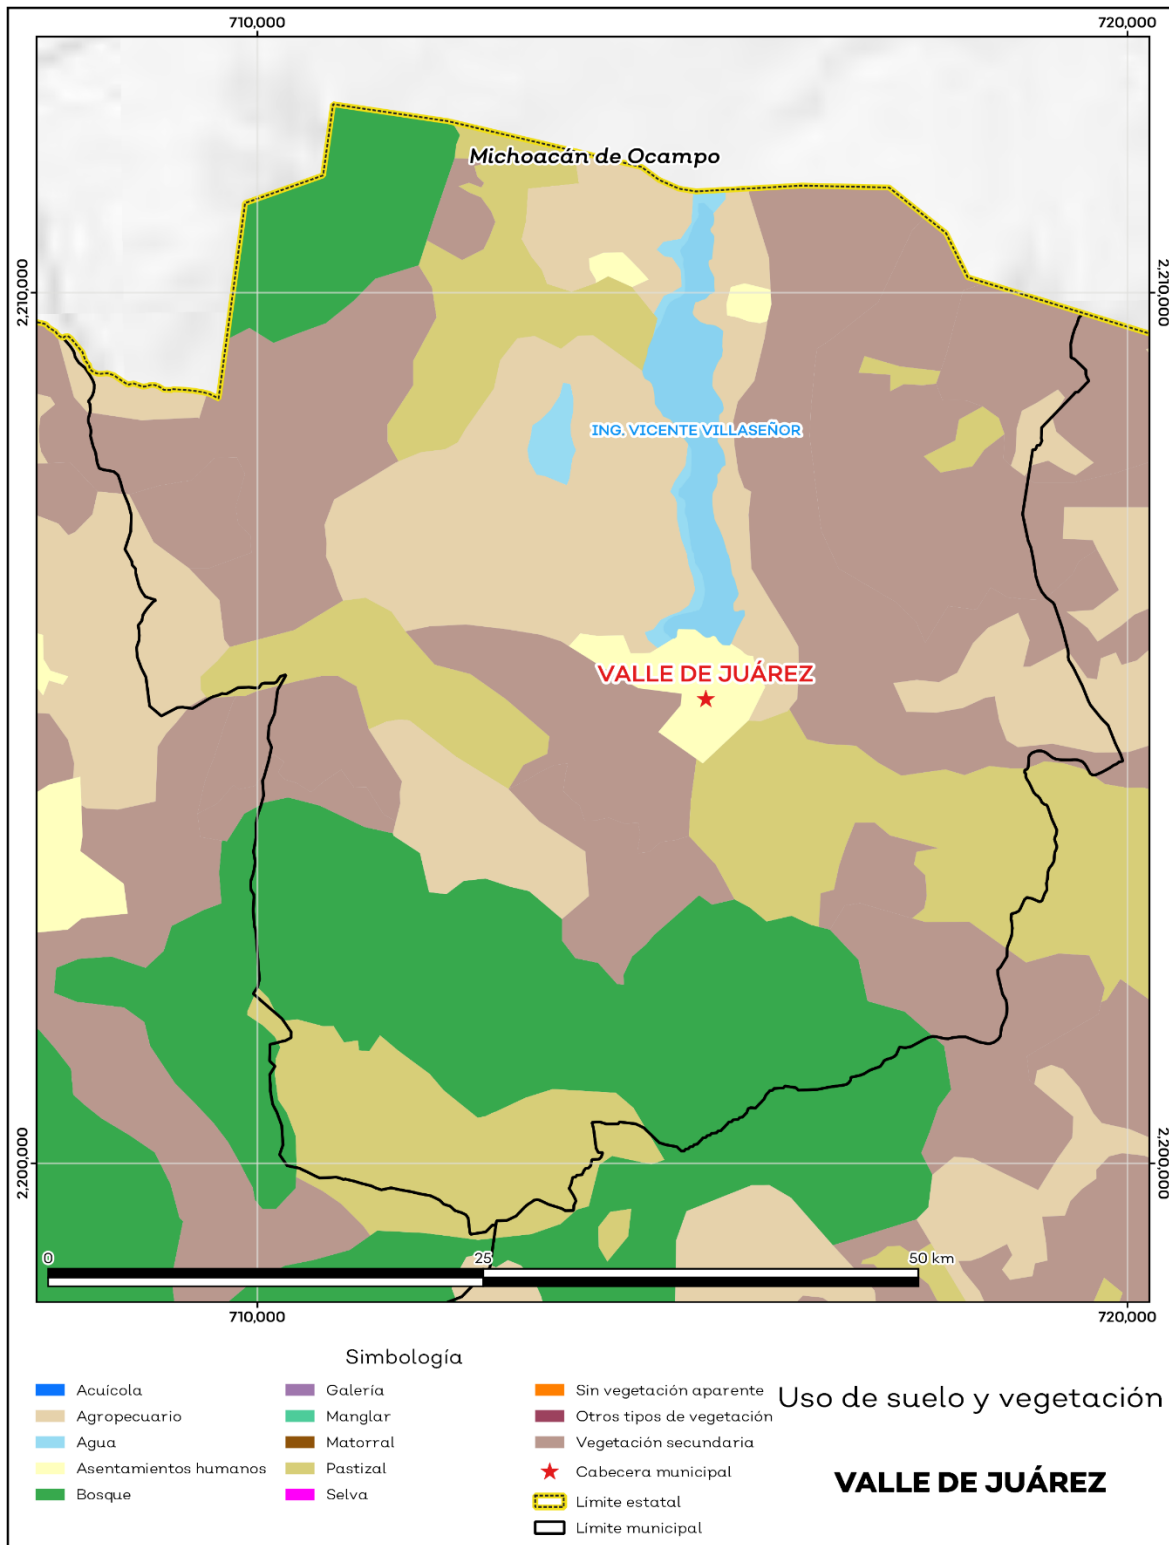 710,000
720,000
Michoacán de Ocampo
2,210,000
2,210,000
ING. VICENTE VILLASEÑOR
VALLE DE JUÁREZ
2,200,000
2,200,000
0
25
50 km
710,000
720,000
Simbología
Acuícola
Agropecuario
Agua
Asentamientos humanos
Bosque
Galería
Manglar
Matorral
Pastizal
Selva
Sin vegetación aparente
Otros tipos de vegetación
Vegetación secundaria
Cabecera municipal
Límite estatal
Límite municipal
Uso de suelo y vegetación
VALLE DE JUÁREZ